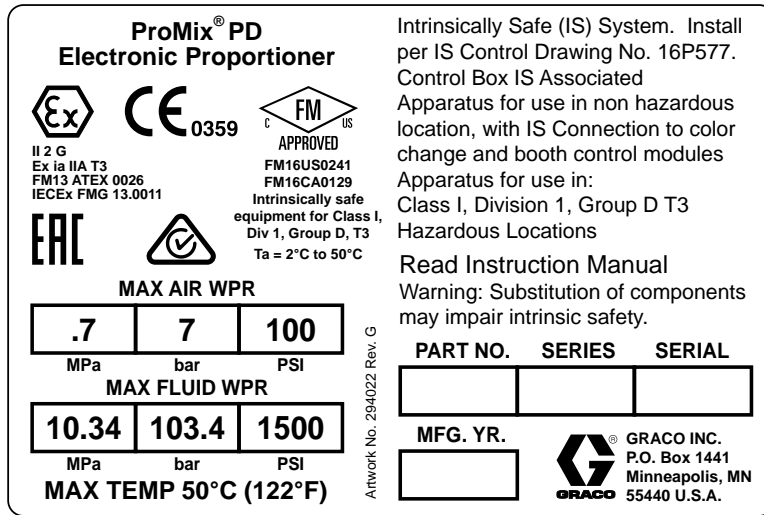 ProMix® PD
Electronic Proportioner
Ex
CE 0359
FM
C US
APPROVED
II 2 G
Ex ia IIA T3
FM13 ATEX 0026
IECEx FMG 13.0011
FM16US0241
FM16CA0129
Intrinsically safe
equipment for Class I,
Div 1, Group D, T3
Ta = 2°C to 50°C
EAC
MAX AIR WPR
.7 7 100
MPa bar PSI
MAX FLUID WPR
10.34 103.4 1500
MPa bar PSI
MAX TEMP 50°C (122°F)
Artwork No. 294022 Rev. G
Intrinsically Safe (IS) System. Install
per IS Control Drawing No. 16P577.
Control Box IS Associated
Apparatus for use in non hazardous
location, with IS Connection to color
change and booth control modules
Apparatus for use in:
Class I, Division 1, Group D T3
Hazardous Locations
Read Instruction Manual
Warning: Substitution of components
may impair intrinsic safety.
PART NO. SERIES SERIAL
MFG. YR.
G®
GRACO
GRACO INC.
P.O. Box 1441
Minneapolis, MN
55440 U.S.A.